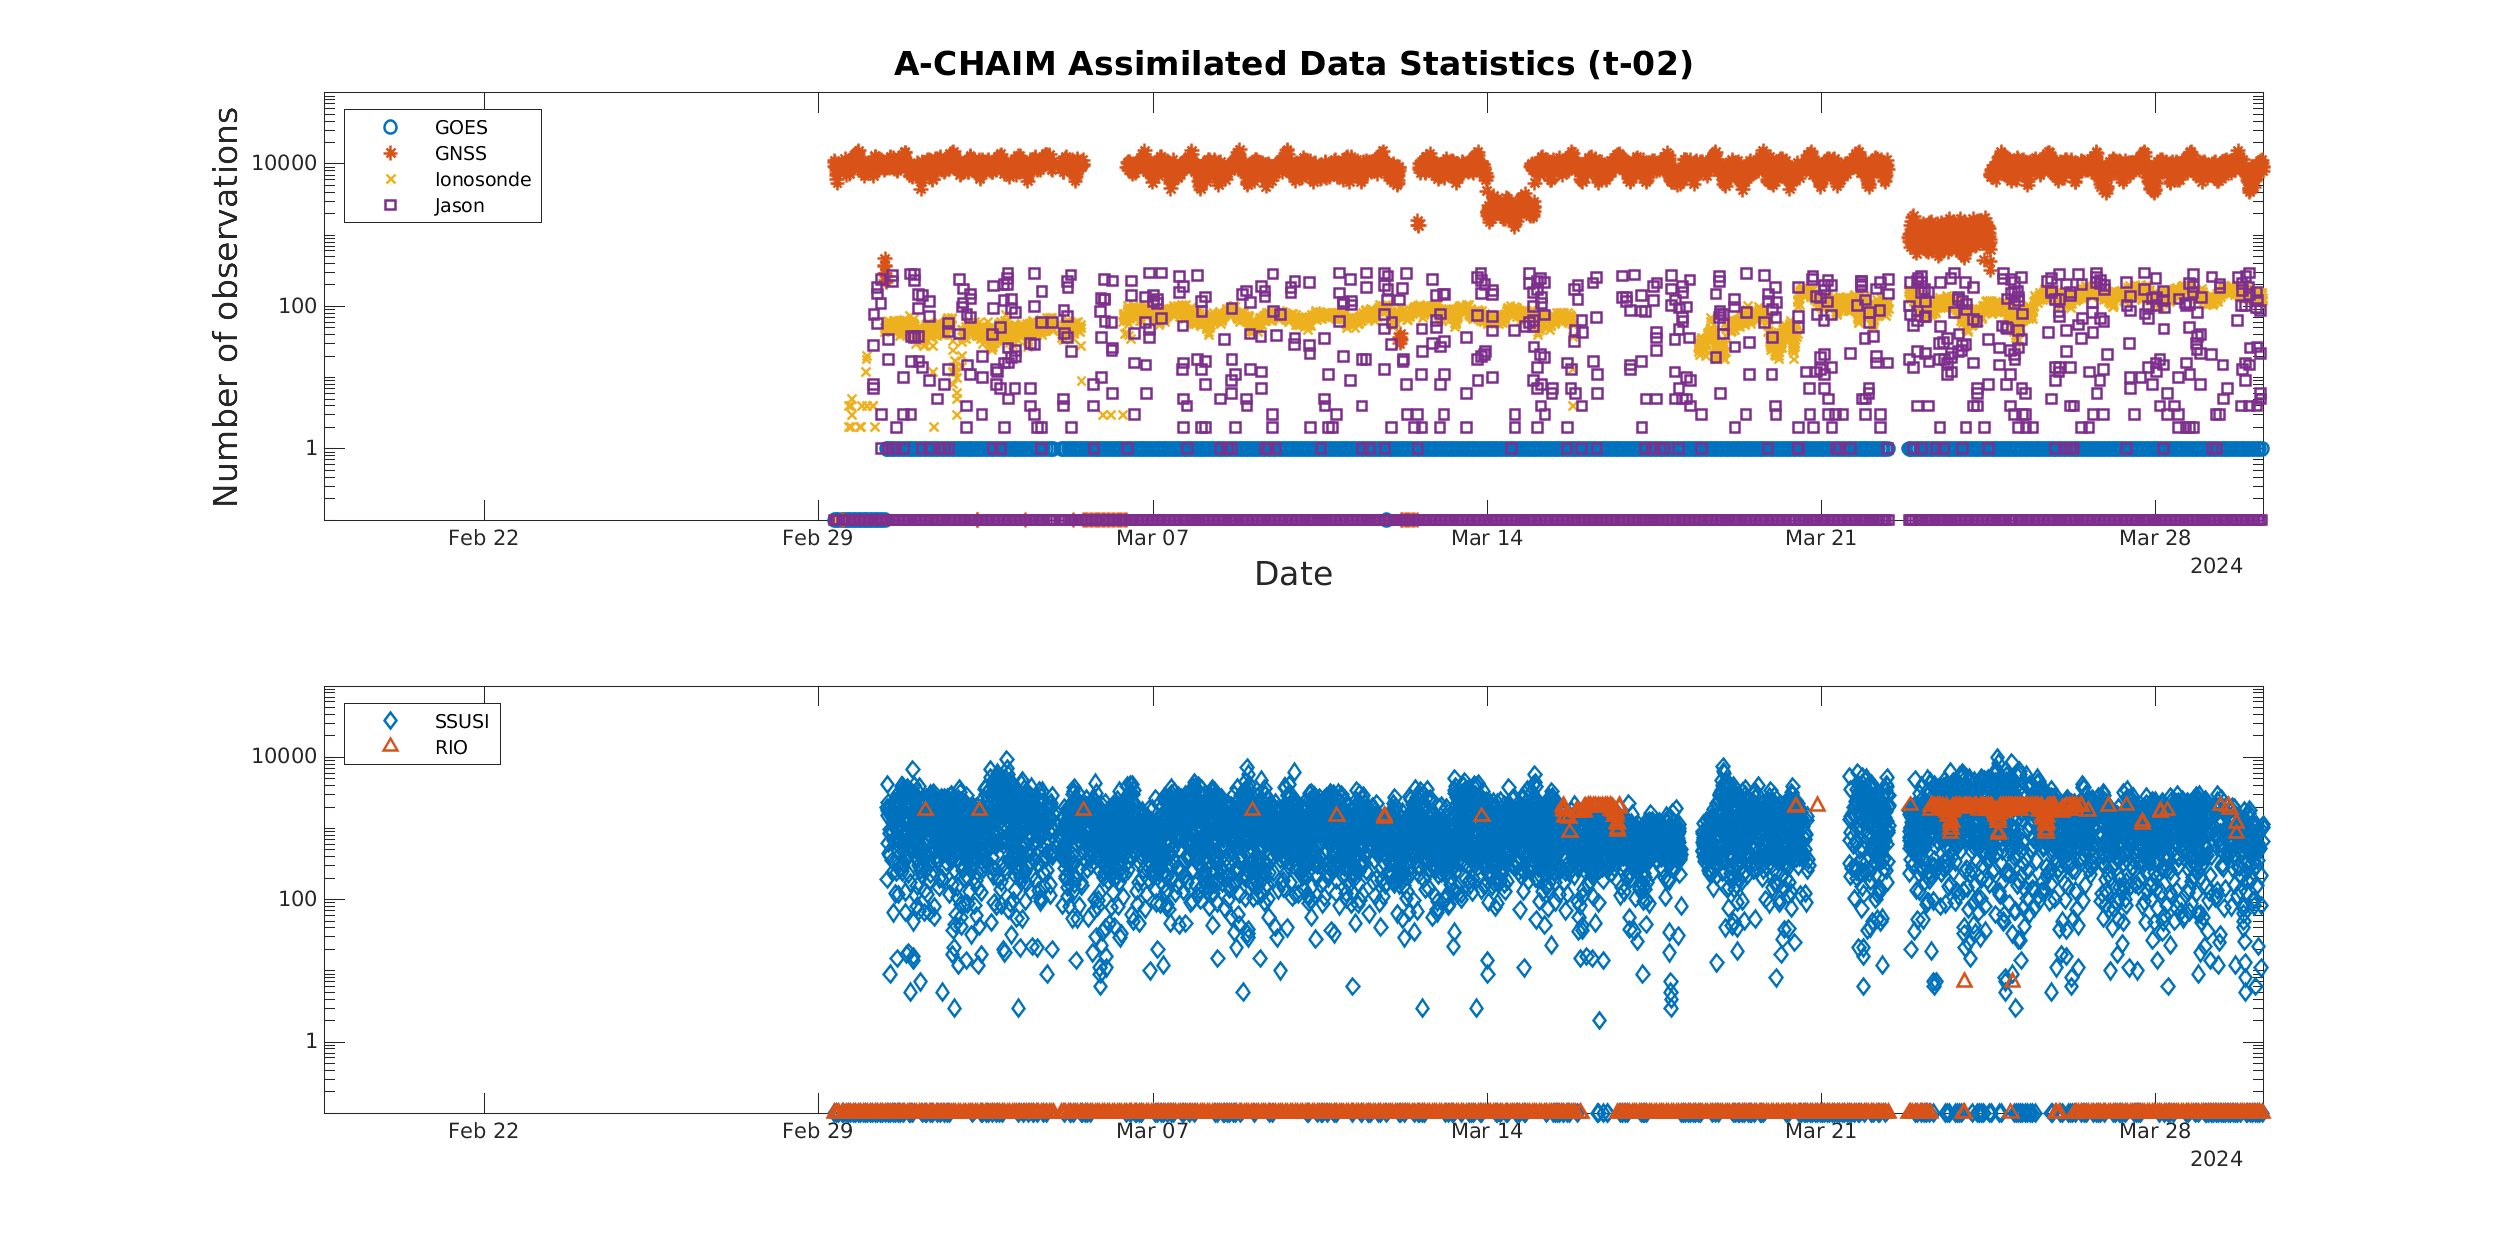 A-CHAIM Assimilated Data Statistics (t-02)
Number of observations
10000
100
1
GOES
GNSS
Ionosonde
Jason
Feb 22 Feb 29 Mar 07 Mar 14 Mar 21 Mar 28
2024
Date
10000
100
1
SSUSI
RIO
Feb 22 Feb 29 Mar 07 Mar 14 Mar 21 Mar 28
2024